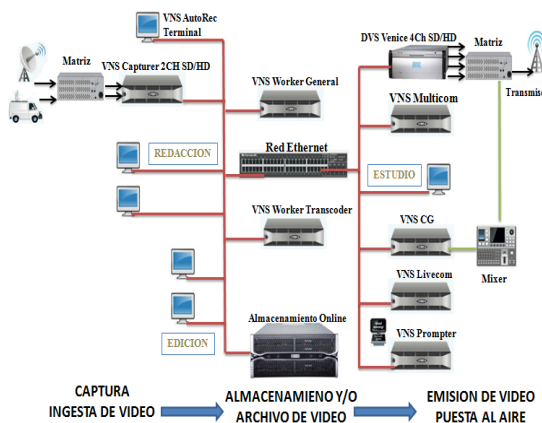 VNS AutoRec
Terminal
DVS Venice 4Ch SD/HD
Matriz
Matriz
VNS Capturer 2CH SD/HD
VNS Worker General
Transmiso
VNS Multicom
REDACCION
Red Ethernet
ESTUDIO
VNS Worker Transcoder
VNS CG
Mixer
VNS Livecom
Almacenamiento Online
EDICION
VNS Prompter
CAPTURA
INGESTA DE VIDEO
ALMACENAMIENO Y/O
ARCHIVO DE VIDEO
EMISION DE VIDEO
PUESTA AL AIRE